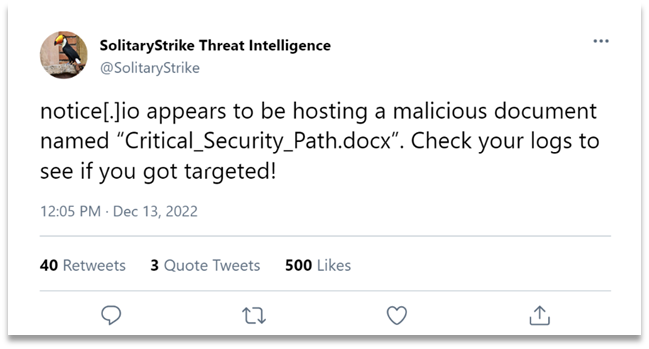 SolitaryStrike Threat Intelligence
@SolitaryStrike
notice[.]io appears to be hosting a malicious document
named “Critical_Security_Path.docx”. Check your logs to
see if you got targeted!
12:05 PM · Dec 13, 2022
40 Retweets 3 Quote Tweets 500 Likes